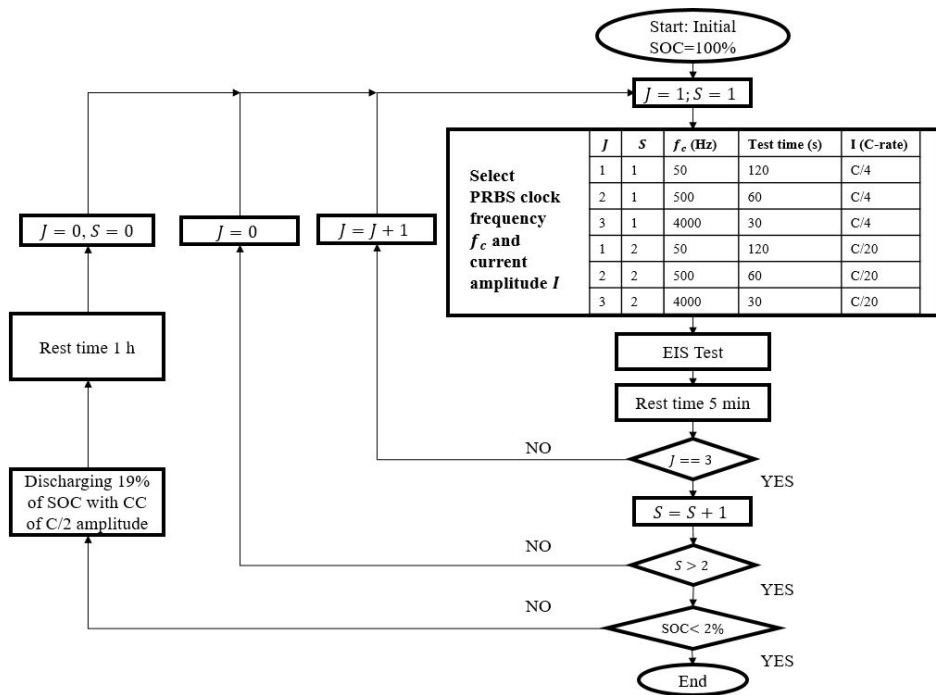 Start: Initial
SOC=100%
J = 1; S = 1
Select
PRBS clock
frequency
f_c and
current
amplitude I
J S f_c (Hz) Test time (s) I (C-rate)
1 1 50 120 C/4
2 1 500 60 C/4
3 1 4000 30 C/4
1 2 50 120 C/20
2 2 500 60 C/20
3 2 4000 30 C/20
J = 0, S = 0
J = 0
J = J + 1
Rest time 1 h
EIS Test
Rest time 5 min
NO
J == 3
YES
Discharging 19%
of SOC with CC
of C/2 amplitude
S = S + 1
NO
S > 2
YES
NO
SOC< 2%
YES
End